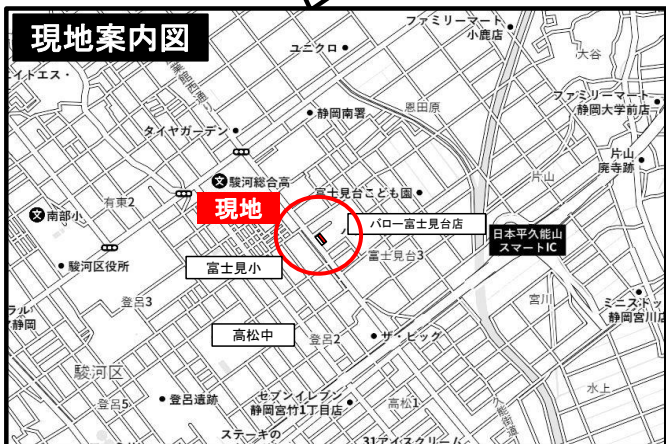 現地案内図
ファミリーマート
小鹿店
ユニクロ
大谷
イトエス・
ファミリーマート
静岡大学前店
静岡南署
恩田原
タイヤガーデン
片山
廃寺跡
駿河総合高
富士見台こども園
片山
有東2
南部小
現地
バロー富士見台店
日本平久能山
スマートIC
富士見台3
駿河区役所
富士見小
登呂3
宮川
ミニストップ
静岡宮川店
ラル
静岡
高松中
登呂2
ザ・ビッグ
駿河区
水上
登呂5
登呂遺跡
セブンイレブン
静岡宮竹1丁目店
高松1
久能街道
ステーキの
31アイスクリーム